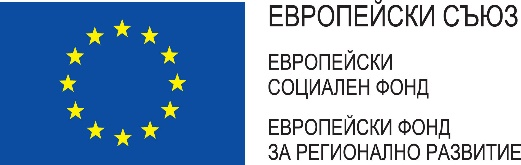 ЕВРОПЕЙСКИ СЪЮЗ
ЕВРОПЕЙСКИ
СОЦИАЛЕН ФОНД
ЕВРОПЕЙСКИ ФОНД
ЗА РЕГИОНАЛНО РАЗВИТИЕ